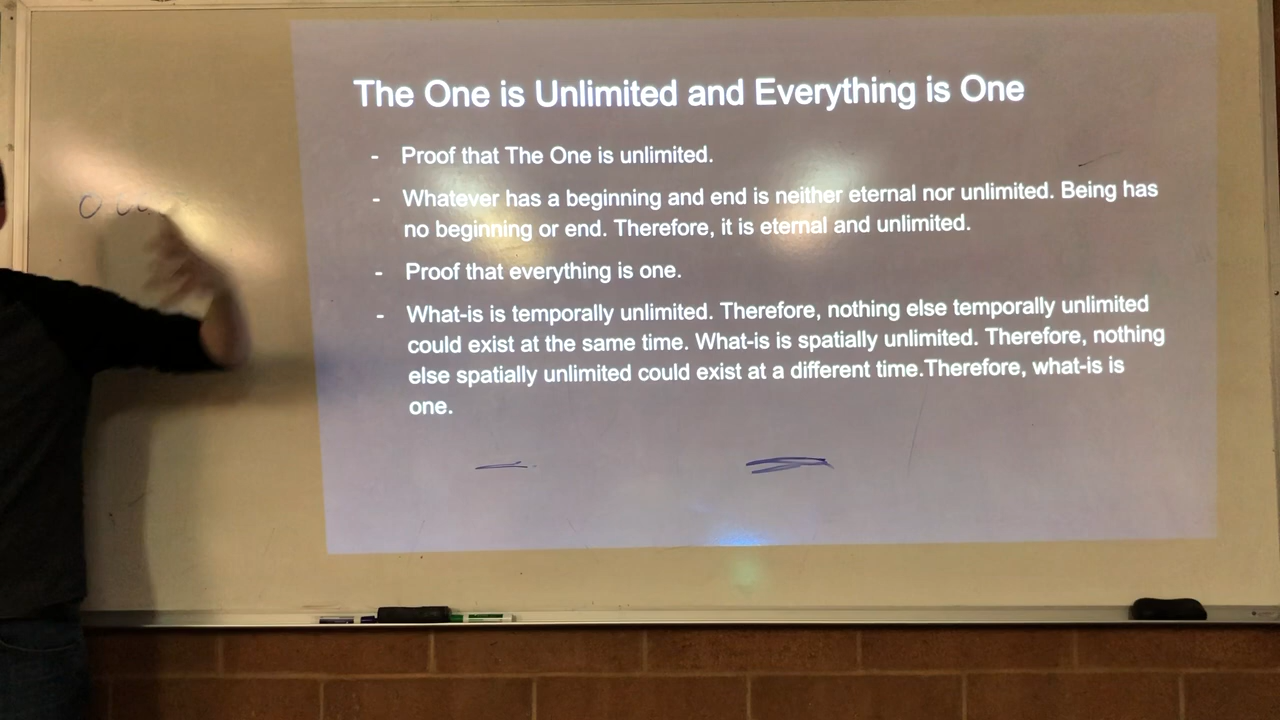 The One is Unlimited and Everything is One
- Proof that The One is unlimited.
- Whatever has a beginning and end is neither eternal nor unlimited. Being has
no beginning or end. Therefore, it is eternal and unlimited.
- Proof that everything is one.
- What-is is temporally unlimited. Therefore, nothing else temporally unlimited
could exist at the same time. What-is is spatially unlimited. Therefore, nothing
else spatially unlimited could exist at a different time.Therefore, what-is is
one.